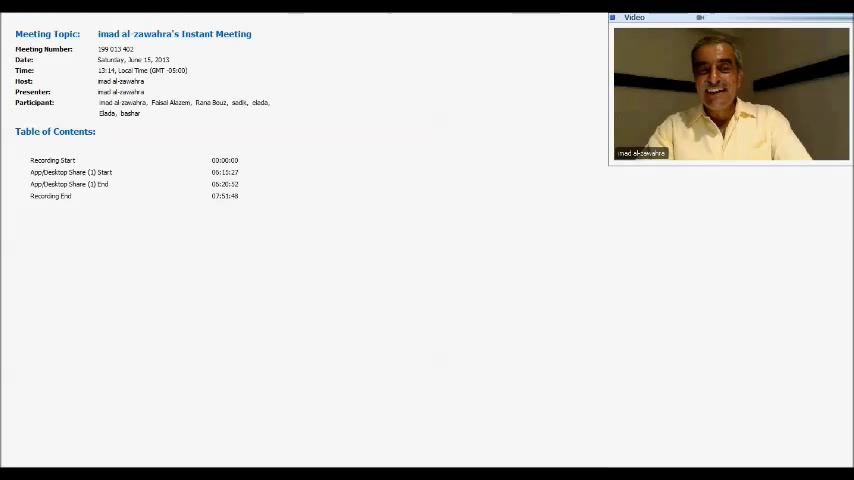 Meeting Topic: imad al-zawahra's Instant Meeting
Meeting Number: 199 013 402
Date: Saturday, June 15, 2013
Time: 13:14, Local Time (GMT -05:00)
Host: imad al-zawahra
Presenter: imad al-zawahra
Participant: imad al-zawahra, Faisal Alazem, Rana Bouz, sadik, elada,
Elada, bashar
Table of Contents:
Recording Start 00:00:00
App/Desktop Share (1) Start 06:15:27
App/Desktop Share (1) End 06:20:52
Recording End 07:51:48
Video
imad al-zawahra